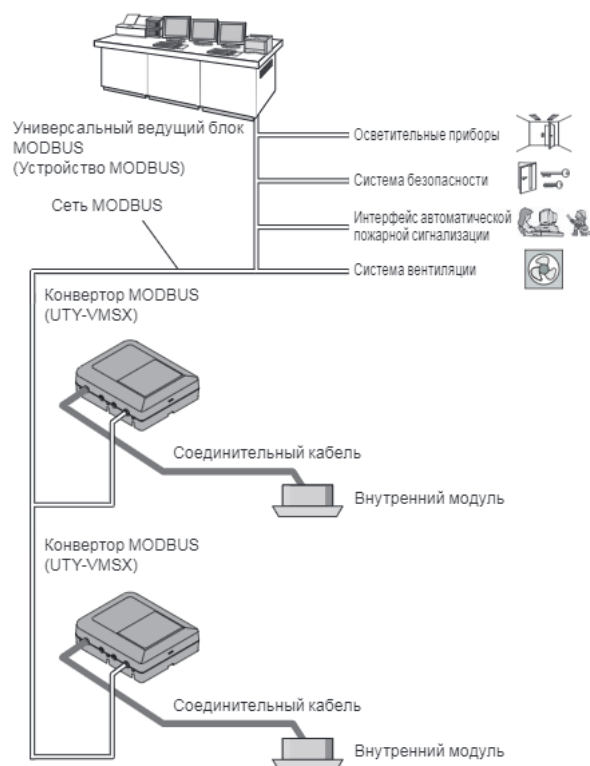 Универсальный ведущий блок
MODBUS
(Устройство MODBUS)
Осветительные приборы
Система безопасности
Сеть MODBUS
Интерфейс автоматической
пожарной сигнализации
Система вентиляции
Конвертор MODBUS
(UTY-VMSX)
Соединительный кабель
Внутренний модуль
Конвертор MODBUS
(UTY-VMSX)
Соединительный кабель
Внутренний модуль